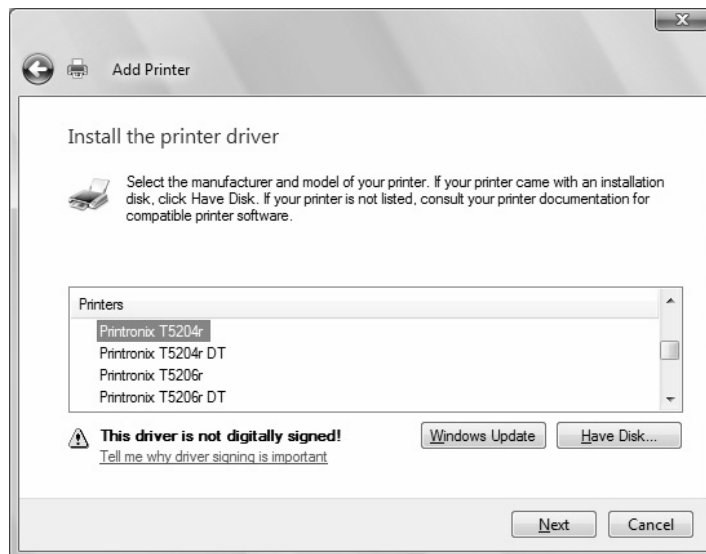 Add Printer
Install the printer driver
Select the manufacturer and model of your printer. If your printer came with an installation
disk, click Have Disk. If your printer is not listed, consult your printer documentation for
compatible printer software.
Printers
Printronix T5204r
Printronix T5204r DT
Printronix T5206r
Printronix T5206r DT
This driver is not digitally signed!
Tell me why driver signing is important
Windows Update
Have Disk...
Next
Cancel